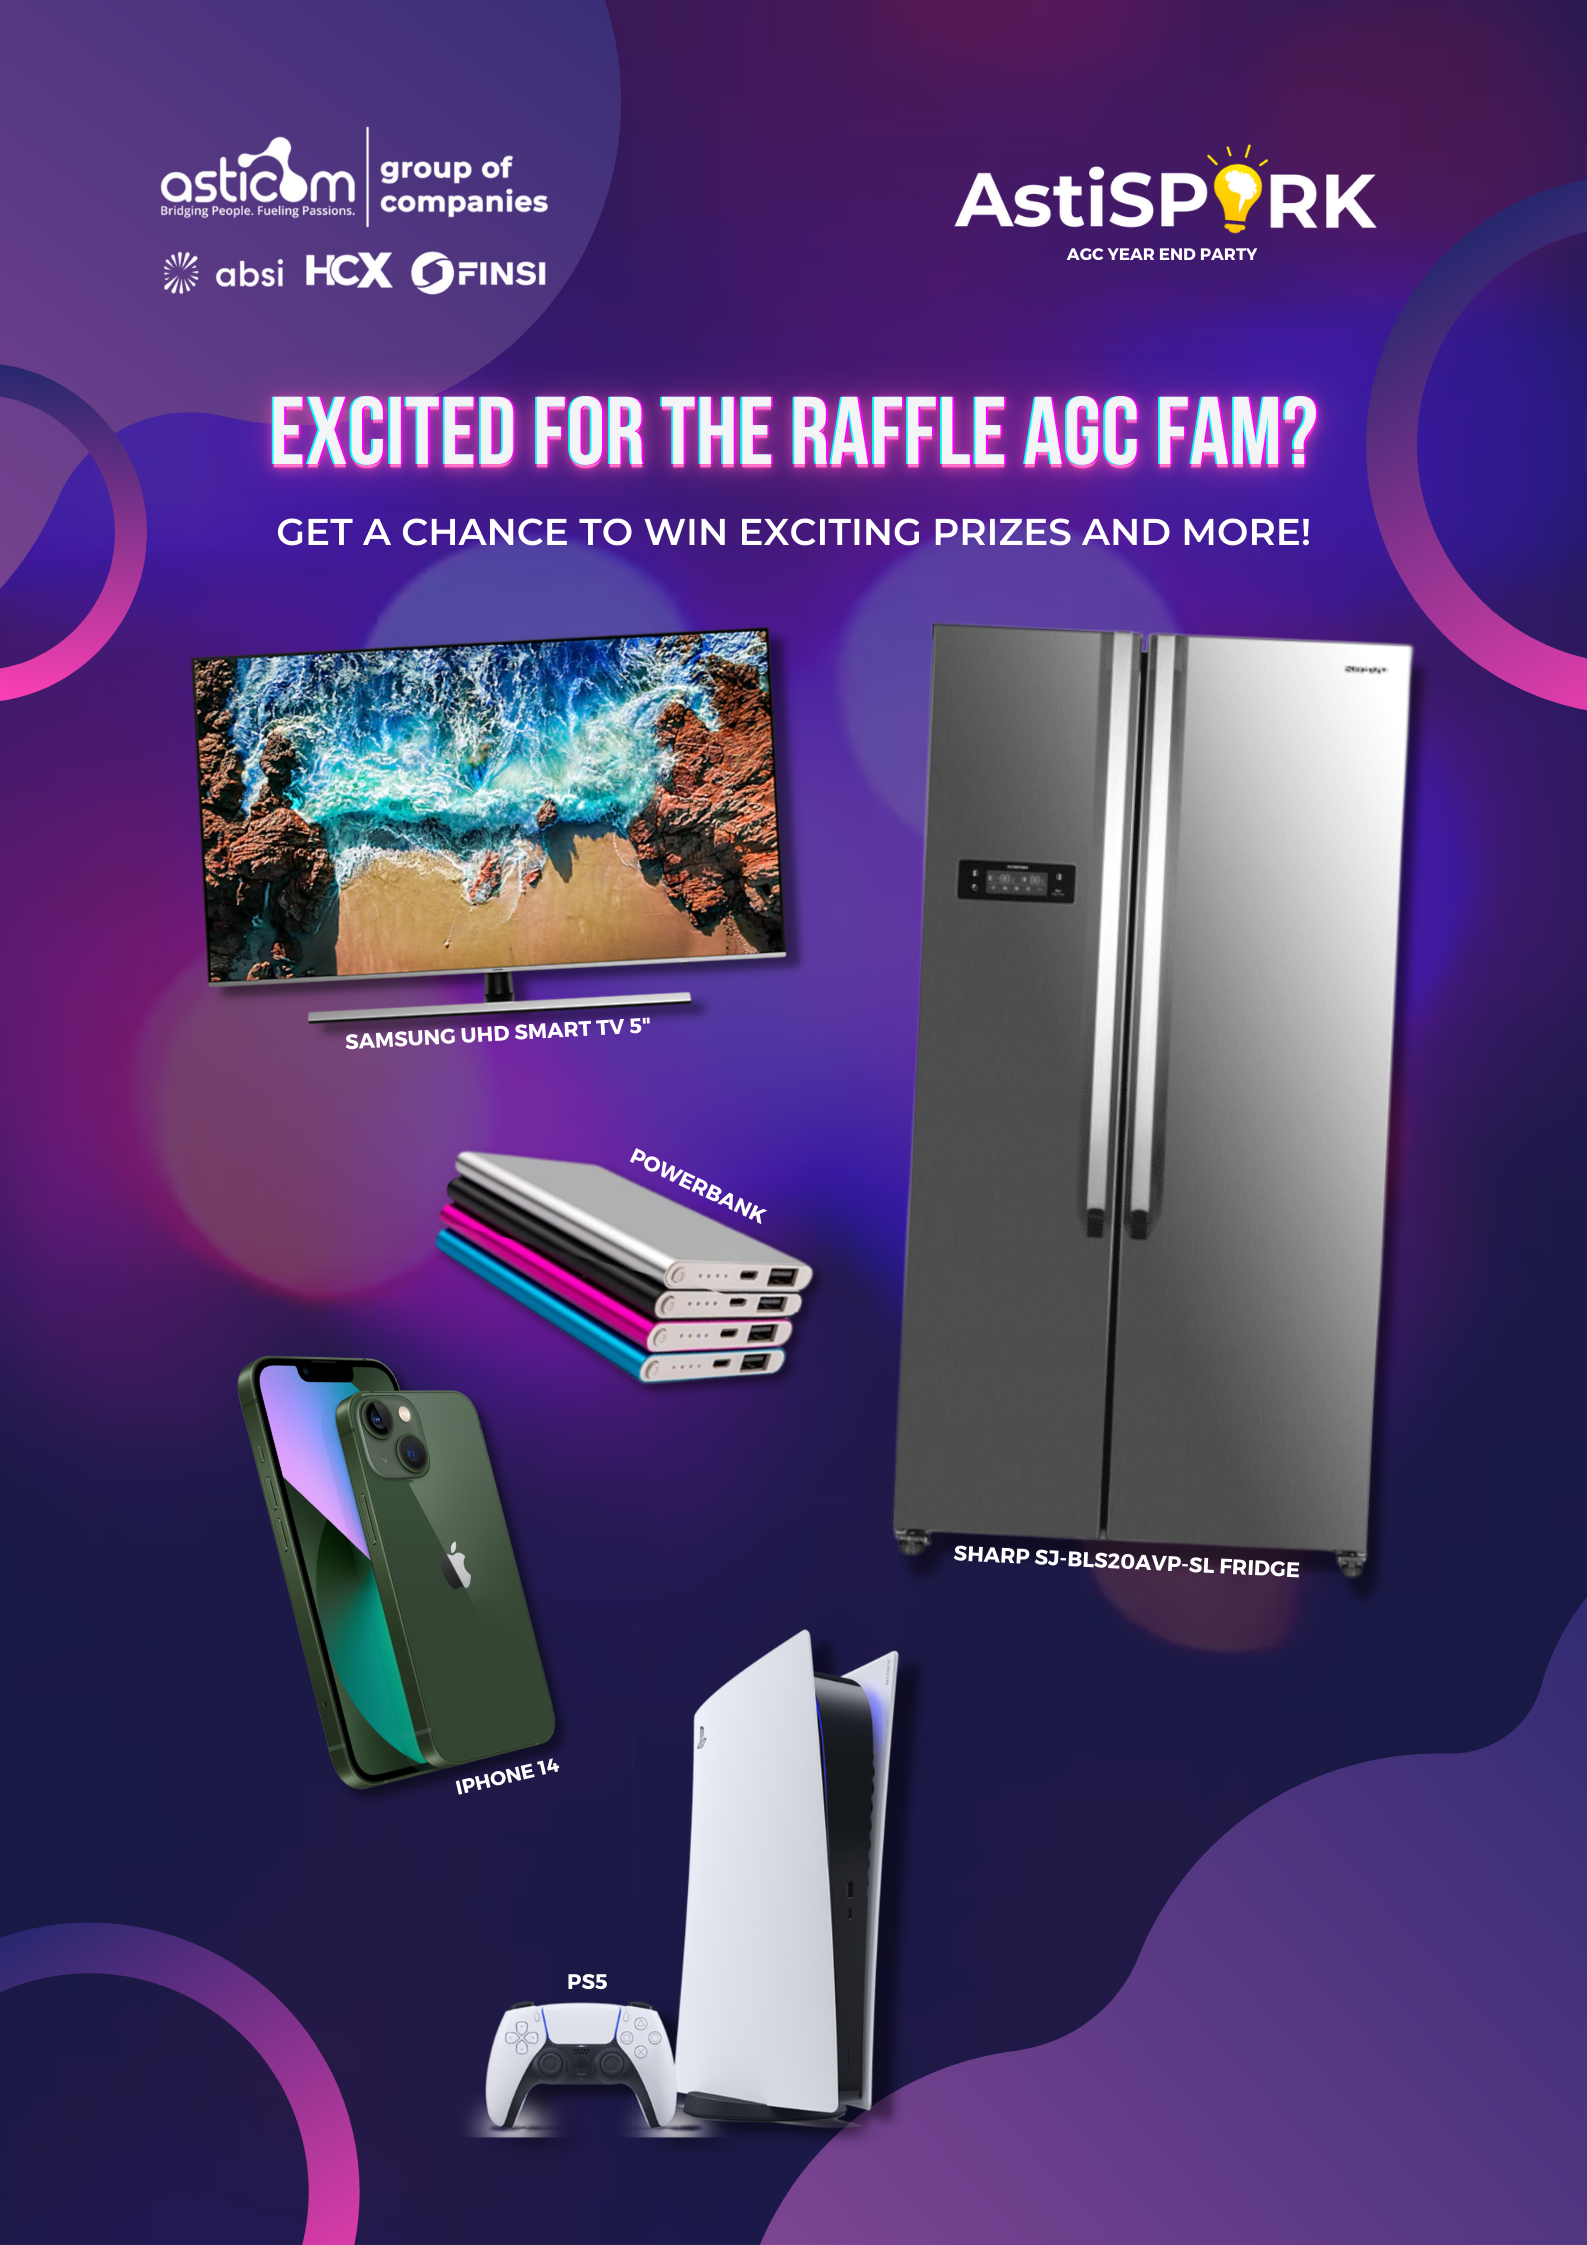 asticom
Bridging People. Fueling Passions.
group of
companies
absi HCX FINSI
AstiSPRK
AGC YEAR END PARTY
EXCITED FOR THE RAFFLE AGC FAM?
GET A CHANCE TO WIN EXCITING PRIZES AND MORE!
SHARP
SAMSUNG UHD SMART TV 5"
POWERBANK
SHARP SJ-BLS20AVP-SL FRIDGE
IPHONE 14
PS5